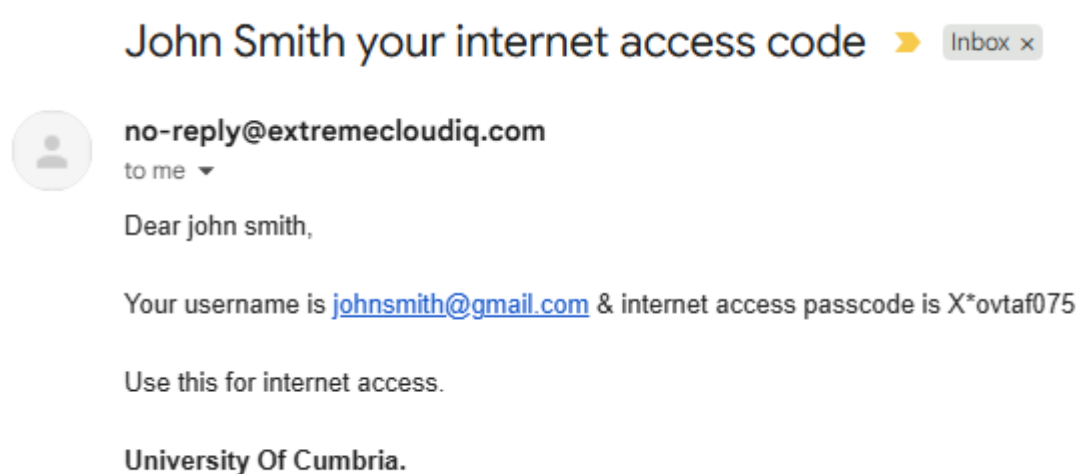 John Smith your internet access code Inbox x
no-reply@extremecloudiq.com
to me
Dear john smith,
Your username is johnsmith@gmail.com & internet access passcode is X*ovtaf075
Use this for internet access.
University Of Cumbria.